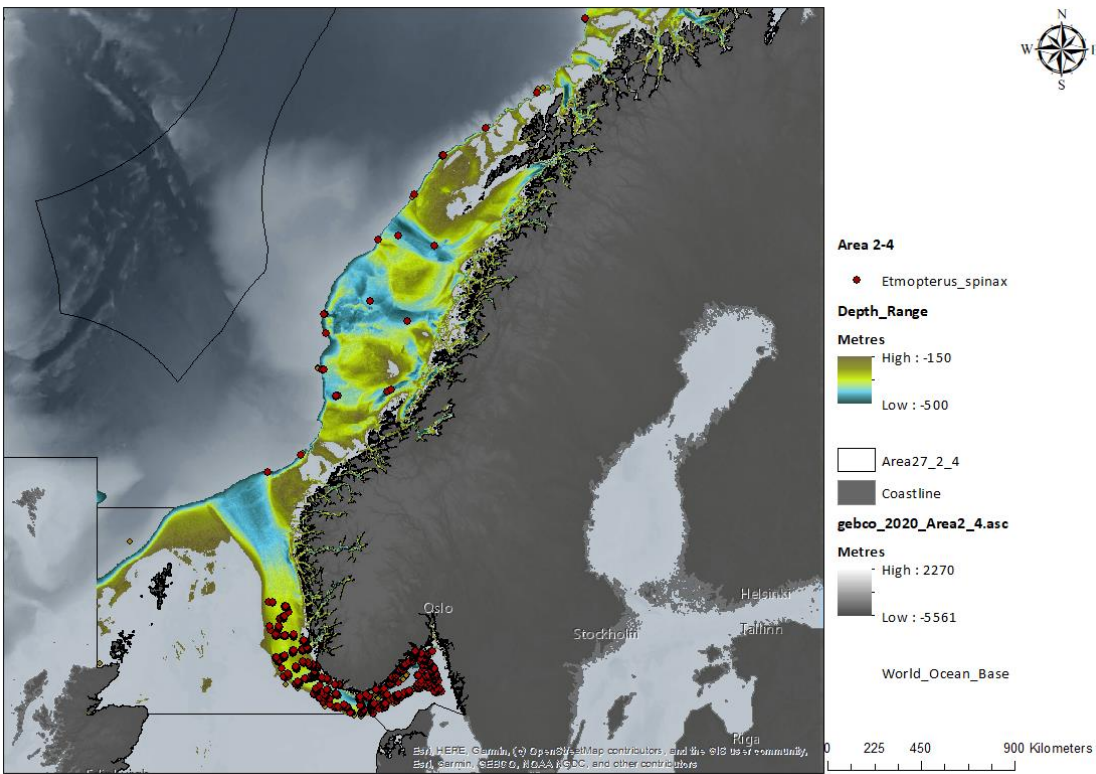 N
W
E
S
Area 2-4
Etmopterus_spinax
Depth_Range
Metres
High : -150
Low : -500
Area27_2_4
Coastline
gebco_2020_Area2_4.asc
Metres
High : 2270
Low : -5561
World_Ocean_Base
Oslo
Stockholm
Helsinki
Tallinn
Riga
Esri, HERE, Garmin, (c) OpenStreetMap contributors, and the GIS user community,
Esri, Garmin, GEBCO, NOAA NGDC, and other contributors
0 225 450 900 Kilometers